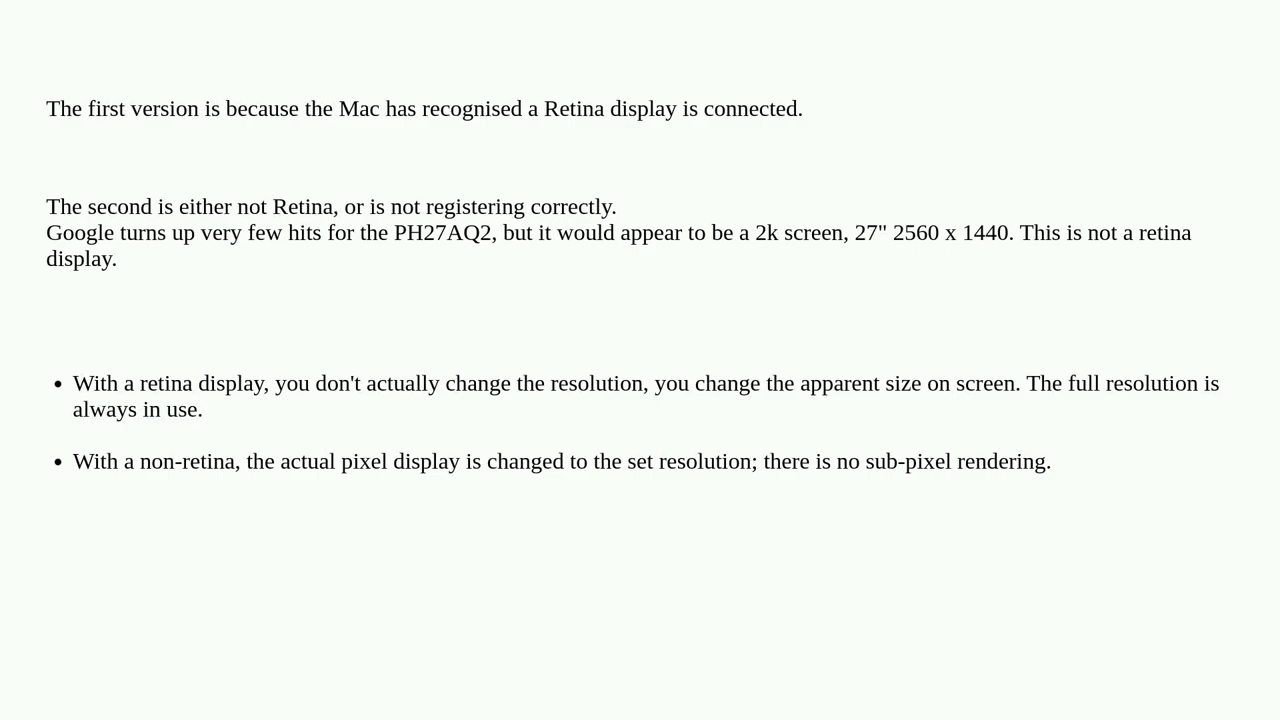 The first version is because the Mac has recognised a Retina display is connected.
The second is either not Retina, or is not registering correctly.
Google turns up very few hits for the PH27AQ2, but it would appear to be a 2k screen, 27" 2560 x 1440. This is not a retina
display.
• With a retina display, you don't actually change the resolution, you change the apparent size on screen. The full resolution is
always in use.
• With a non-retina, the actual pixel display is changed to the set resolution; there is no sub-pixel rendering.